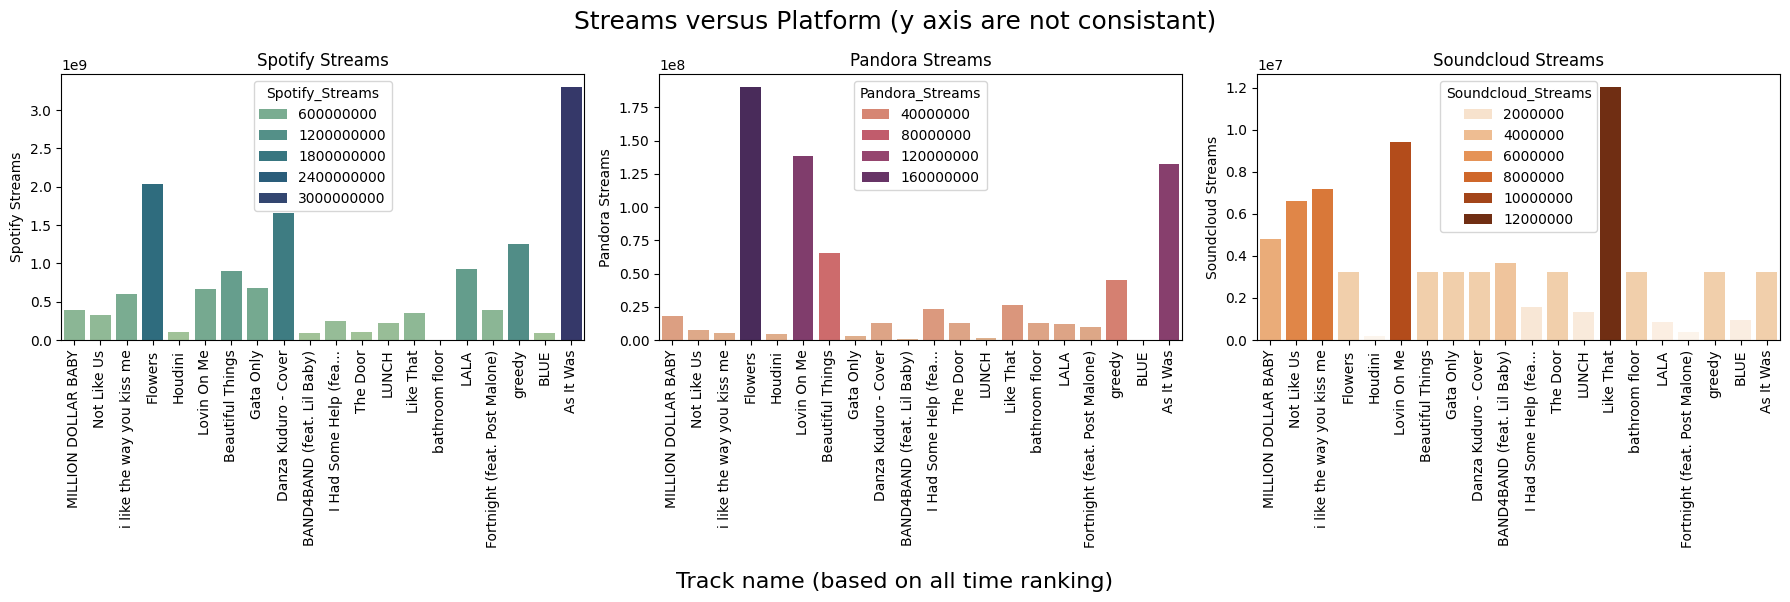 Streams versus Platform (y axis are not consistant)
Spotify Streams
1e9
Spotify Streams
3.0
2.5
2.0
1.5
1.0
0.5
0.0
Spotify_Streams
600000000
1200000000
1800000000
2400000000
3000000000
MILLION DOLLAR BABY
Not Like Us
i like the way you kiss me
Flowers
Houdini
Lovin On Me
Beautiful Things
Gata Only
Danza Kuduro - Cover
BAND4BAND (feat. Lil Baby)
I Had Some Help (fea...
The Door
LUNCH
Like That
bathroom floor
LALA
Fortnight (feat. Post Malone)
greedy
BLUE
As It Was
Pandora Streams
1e8
Pandora Streams
1.75
1.50
1.25
1.00
0.75
0.50
0.25
0.00
Pandora_Streams
40000000
80000000
120000000
160000000
MILLION DOLLAR BABY
Not Like Us
i like the way you kiss me
Flowers
Houdini
Lovin On Me
Beautiful Things
Gata Only
Danza Kuduro - Cover
BAND4BAND (feat. Lil Baby)
I Had Some Help (fea...
The Door
LUNCH
Like That
bathroom floor
LALA
Fortnight (feat. Post Malone)
greedy
BLUE
As It Was
Soundcloud Streams
1e7
Soundcloud Streams
1.2
1.0
0.8
0.6
0.4
0.2
0.0
Soundcloud_Streams
2000000
4000000
6000000
8000000
10000000
12000000
MILLION DOLLAR BABY
Not Like Us
i like the way you kiss me
Flowers
Houdini
Lovin On Me
Beautiful Things
Gata Only
Danza Kuduro - Cover
BAND4BAND (feat. Lil Baby)
I Had Some Help (fea...
The Door
LUNCH
Like That
bathroom floor
LALA
Fortnight (feat. Post Malone)
greedy
BLUE
As It Was
Track name (based on all time ranking)